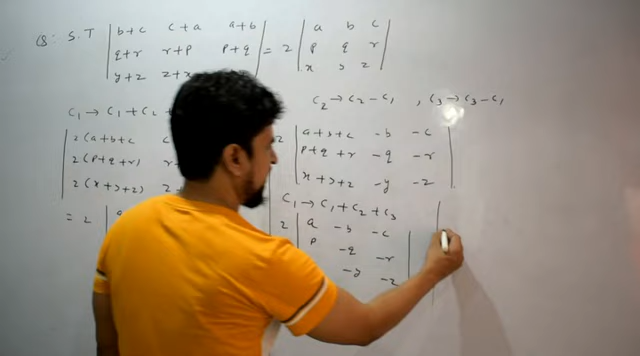 Q: S.T | b+c c+a a+b | = 2 | a b c |
| q+r r+p p+q | | p q r |
| y+z z+x | | x y z |
C₁ → C₁ + C₂ +
| 2(a+b+c c
| 2(p+q+r) r
| 2(x+y+z) z
= 2 |
C₂ → C₂ - C₁ , C₃ → C₃ - C₁
2 | a+b+c -b -c |
| p+q+r -q -r |
| x+y+z -y -z |
C₁ → C₁ + C₂ + C₃
2 | a -b -c |
| p -q -r |
| -y -z |